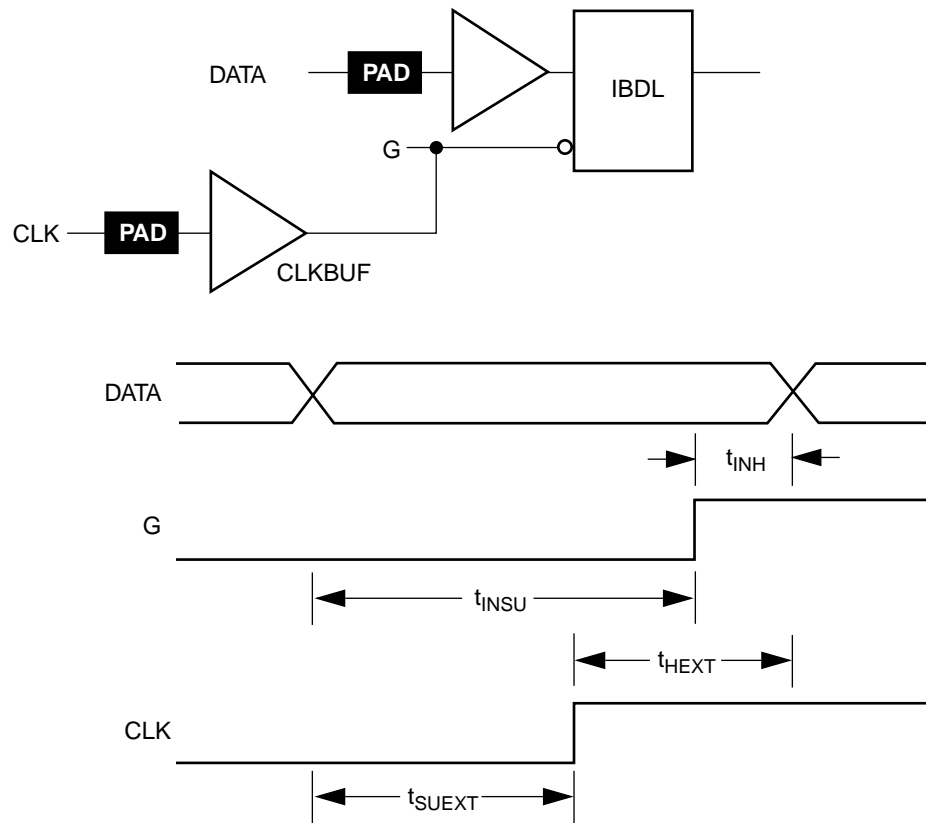 DATA
PAD
IBDL
G
CLK
PAD
CLKBUF
DATA
tINH
G
tINSU
tHEXT
CLK
tSUEXT